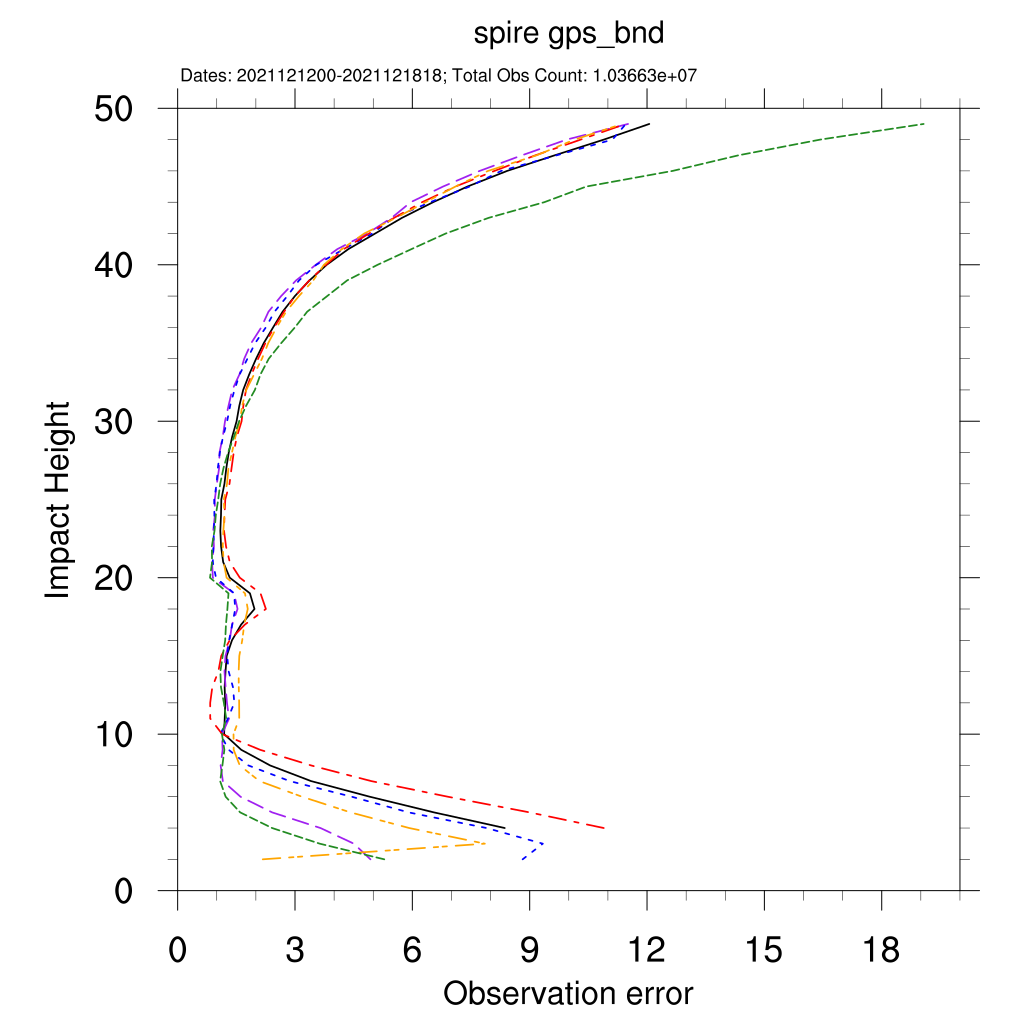 spire gps_bnd
Dates: 2021121200-2021121818; Total Obs Count: 1.03663e+07
50
40
30
20
10
0
Impact Height
0 3 6 9 12 15 18
Observation error